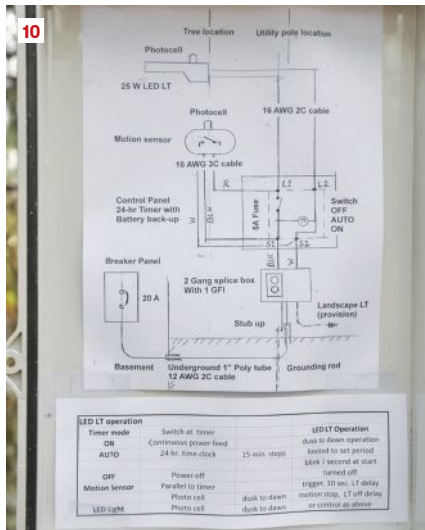 10
Tree location Utility pole location
Photocell
25 W LED LT
Photocell 16 AWG 2C cable
Motion sensor
16 AWG 3C cable
R L1 L2
Control Panel
24-hr Timer with
Battery back-up
W BLK 5A Fuse M
Switch
OFF
AUTO
ON
S1 S2
BLK W
Breaker Panel
20 A
2 Gang splice box
With 1 GFI
Landscape LT
(provision)
Stub up
Basement Underground 1" Poly tube Grounding rod
12 AWG 2C cable
LED LT operation
Timer mode Switch at timer LED LT Operation
ON Continuous power feed dusk to dawn operation
AUTO 24 hr. time clock 15 min. steps limited to set period
blink 3 second at start
OFF Power off turned off
Motion Sensor Parallel to timer trigger, 10 sec. LT delay
Photo cell dusk to dawn motion stop, LT off delay
LED Light Photo cell dusk to dawn or control as above